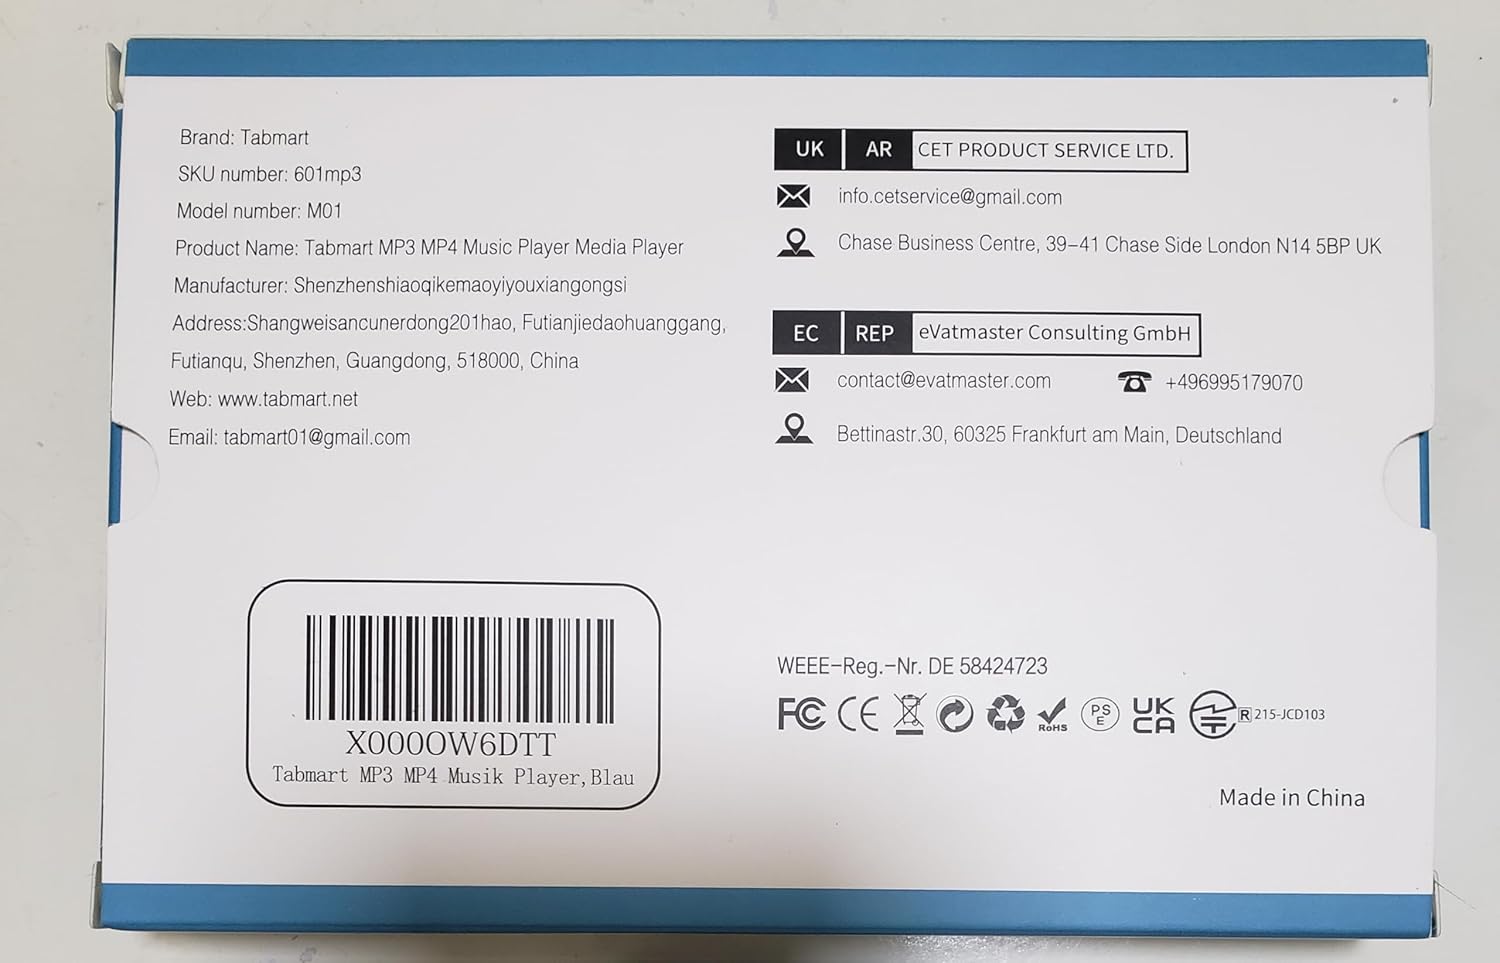 Brand: Tabmart
SKU number: 601mp3
Model number: M01
Product Name: Tabmart MP3 MP4 Music Player Media Player
Manufacturer: Shenzhenshiaoqikemaoyiyouxiangongsi
Address:Shangweisancunerdong201hao, Futianjiedaohuanggang,
Futianqu, Shenzhen, Guangdong, 518000, China
Web: www.tabmart.net
Email: tabmart01@gmail.com
UK AR CET PRODUCT SERVICE LTD.
info.cetservice@gmail.com
Chase Business Centre, 39-41 Chase Side London N14 5BP UK
EC REP eVatmaster Consulting GmbH
contact@evatmaster.com +496995179070
Bettinastr.30, 60325 Frankfurt am Main, Deutschland
X000OW6DTT
Tabmart MP3 MP4 Musik Player,Blau
WEEE-Reg.-Nr. DE 58424723
FC CE RoHS PS E UK CA R 215-JCD103
Made in China